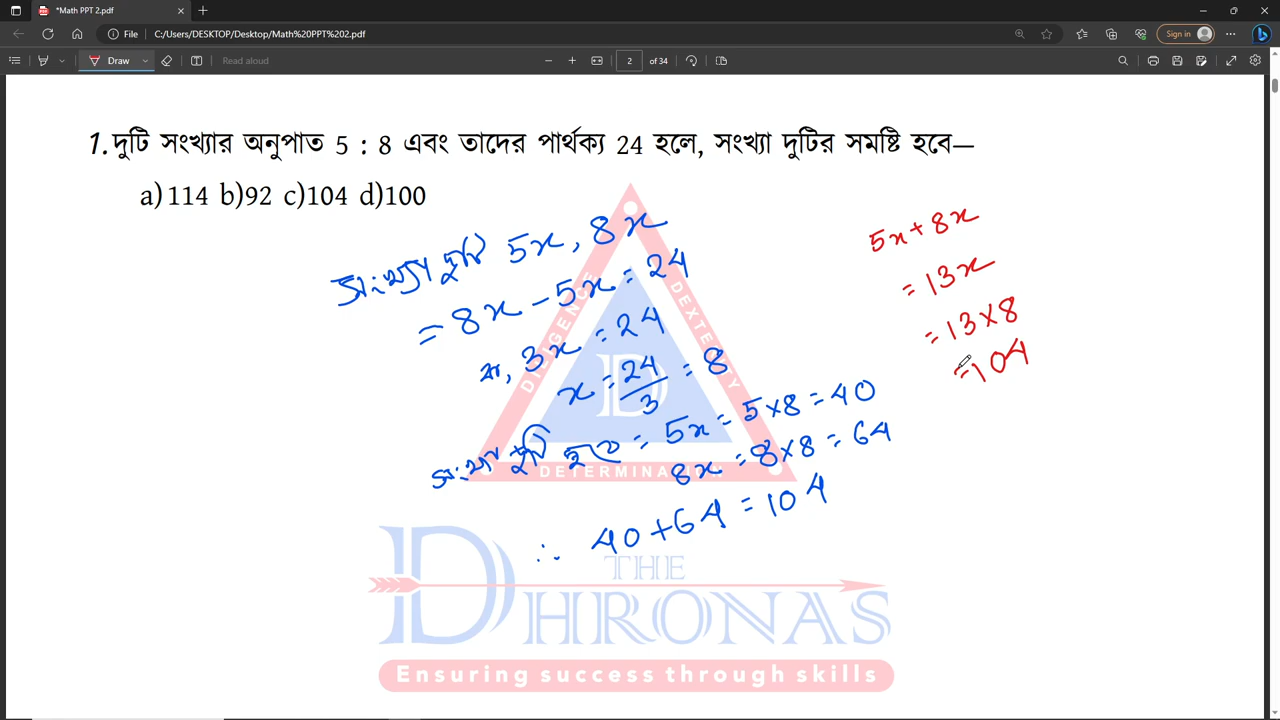 *Math PPT 2.pdf
File C:/Users/DESKTOP/Desktop/Math%20PPT%202.pdf
Sign in
Draw
Read aloud
2 of 34
1. দুটি সংখ্যার অনুপাত 5 : 8 এবং তাদের পার্থক্য 24 হলে, সংখ্যা দুটির সমষ্টি হবে—
a)114 b)92 c)104 d)100
সংখ্যা দুটি 5x, 8x
= 8x - 5x = 24
বা, 3x = 24
x = 24/3 = 8
সংখ্যা দুটি হবে = 5x = 5×8 = 40
8x = 8×8 = 64
∴ 40+64 = 104
5x + 8x
= 13x
= 13×8
= 104
DILIGENCE
DEXTERITY
DETERMINATION
D
THE
DHRONAS
Ensuring success through skills